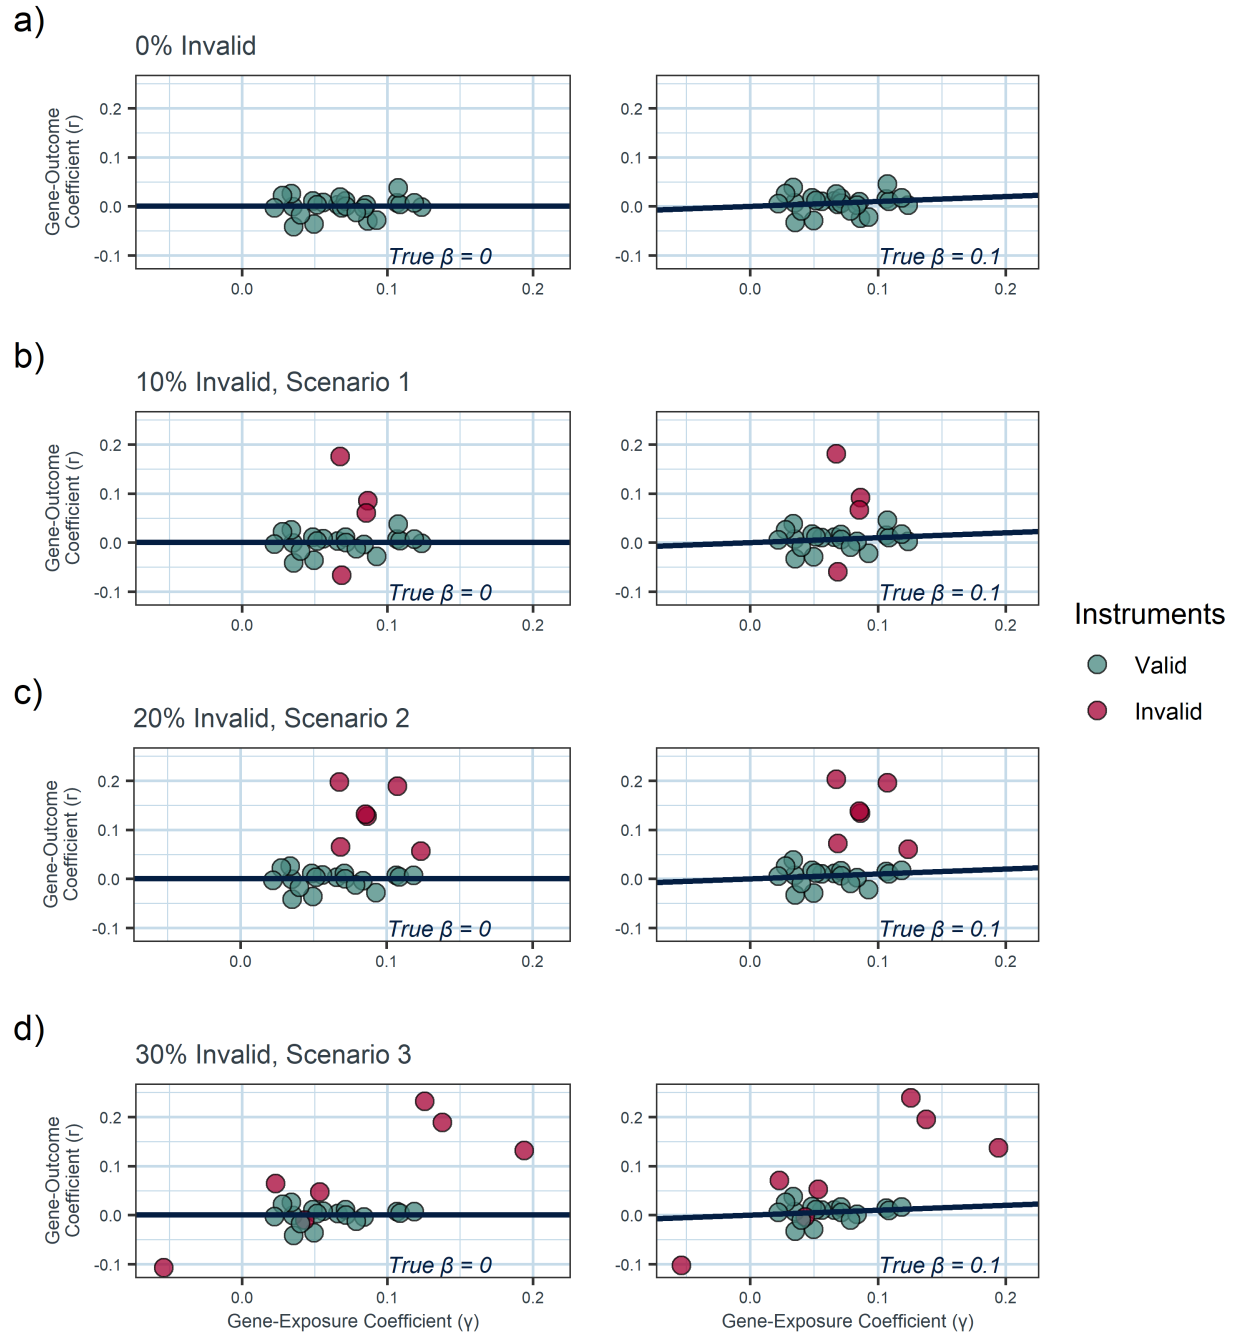 a)
0% Invalid
Gene-Outcome
Coefficient (r)
0.2
0.1
0.0
-0.1
True β = 0
0.0
0.1
0.2
0.2
0.1
0.0
-0.1
True β = 0.1
0.0
0.1
0.2
b)
10% Invalid, Scenario 1
Gene-Outcome
Coefficient (r)
0.2
0.1
0.0
-0.1
True β = 0
0.0
0.1
0.2
0.2
0.1
0.0
-0.1
True β = 0.1
0.0
0.1
0.2
Instruments
Valid
Invalid
c)
20% Invalid, Scenario 2
Gene-Outcome
Coefficient (r)
0.2
0.1
0.0
-0.1
True β = 0
0.0
0.1
0.2
0.2
0.1
0.0
-0.1
True β = 0.1
0.0
0.1
0.2
d)
30% Invalid, Scenario 3
Gene-Outcome
Coefficient (r)
0.2
0.1
0.0
-0.1
True β = 0
0.0
0.1
0.2
Gene-Exposure Coefficient (γ)
0.2
0.1
0.0
-0.1
True β = 0.1
0.0
0.1
0.2
Gene-Exposure Coefficient (γ)